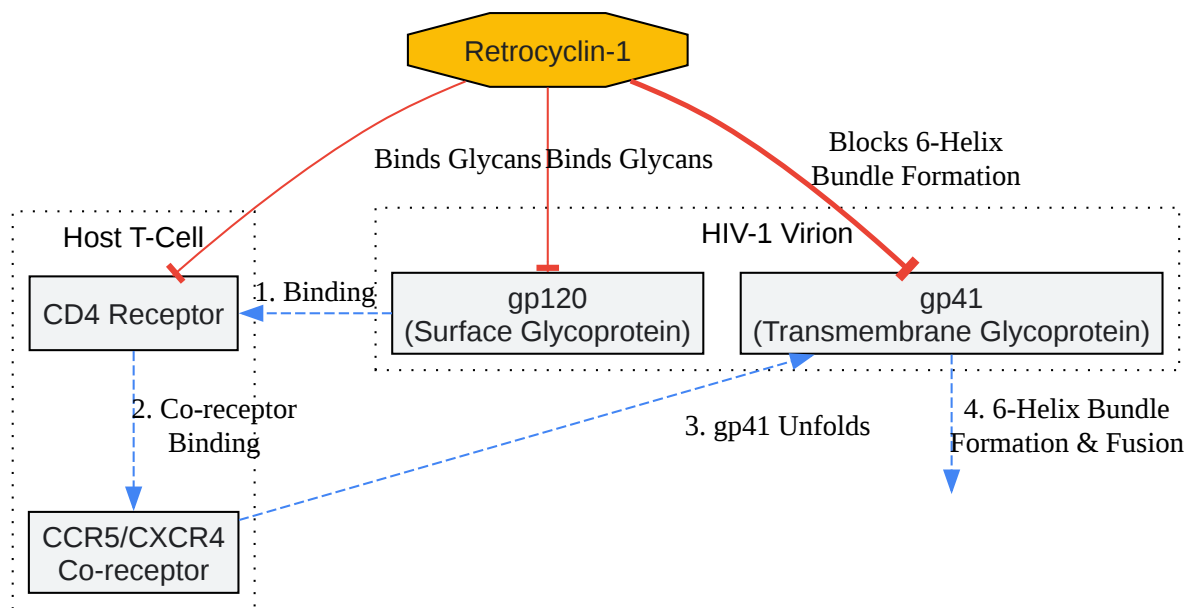 Retrocyclin-1
Binds Glycans
Binds Glycans
Blocks 6-Helix
Bundle Formation
Host T-Cell
HIV-1 Virion
CD4 Receptor
1. Binding
gp120
(Surface Glycoprotein)
gp41
(Transmembrane Glycoprotein)
2. Co-receptor
Binding
3. gp41 Unfolds
4. 6-Helix Bundle
Formation & Fusion
CCR5/CXCR4
Co-receptor